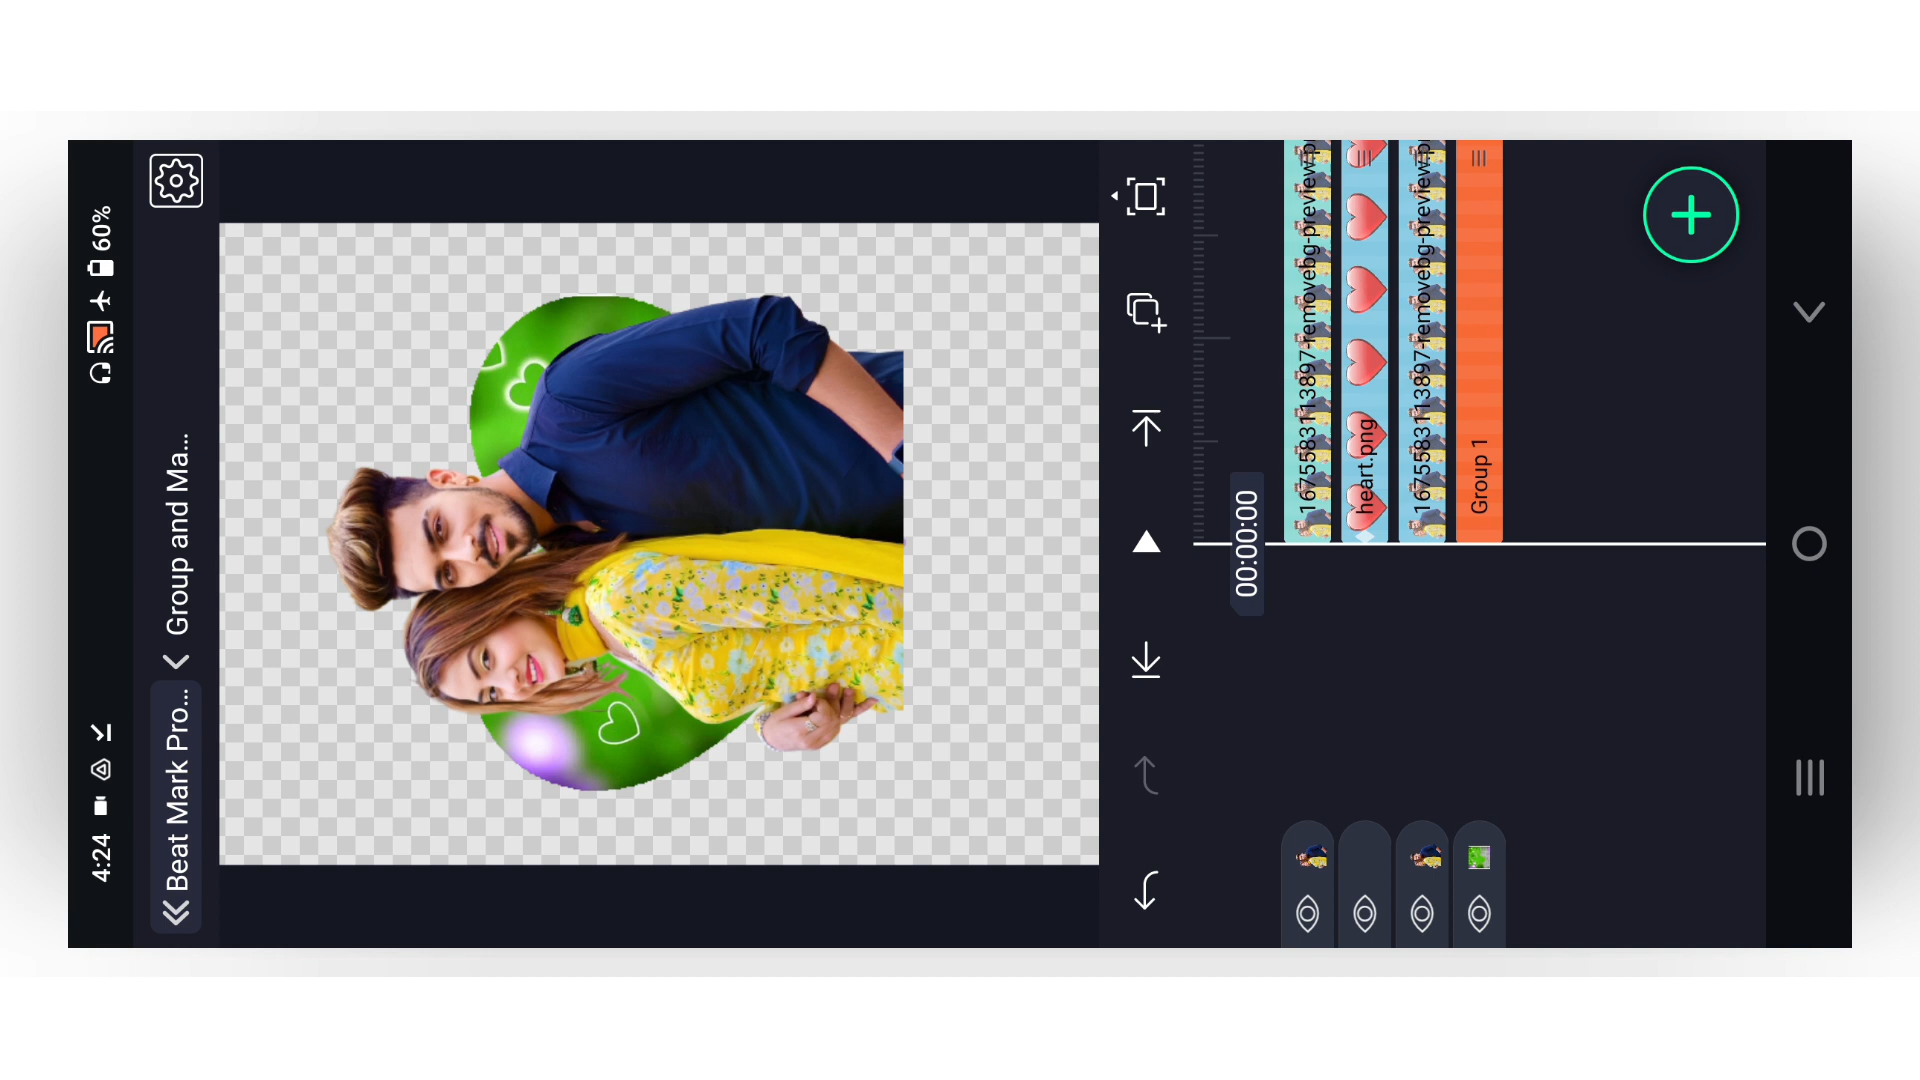 4:24
60%
Beat Mark Pro...
Group and Ma...
00:00:00
1675583113897-removebg-preview.p
heart.png
1675583113897-removebg-preview.p
Group 1